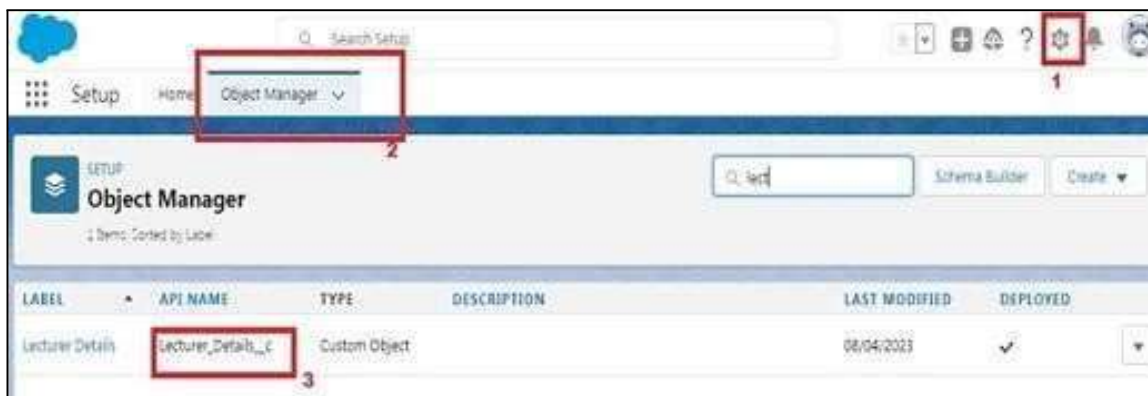 Search Setup
?
1
Setup Home Object Manager
2
SETUP
Object Manager
lect
Schema Builder Create
Items, Sorted by Label
LABEL API NAME TYPE DESCRIPTION LAST MODIFIED DEPLOYED
Lecturer Details Lecturer_Details__c Custom Object 08/04/2023
3